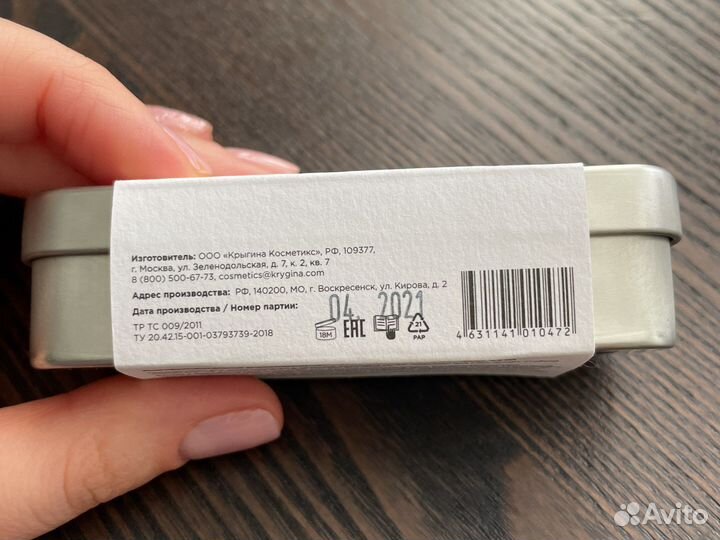 Изготовитель: ООО «Крыгина Косметикс», РФ, 109377,
г. Москва, ул. Зеленодольская, д. 7, к. 2, кв. 7
8 (800) 500-67-73, cosmetics@krygina.com
Адрес производства: РФ, 140200, МО, г. Воскресенск, ул. Кирова, д. 2
Дата производства / Номер партии: 04. 2021
ТР ТС 009/2011
ТУ 20.42.15-001-03793739-2018
18M
EAC
21
PAP
4 631141 010472
Avito